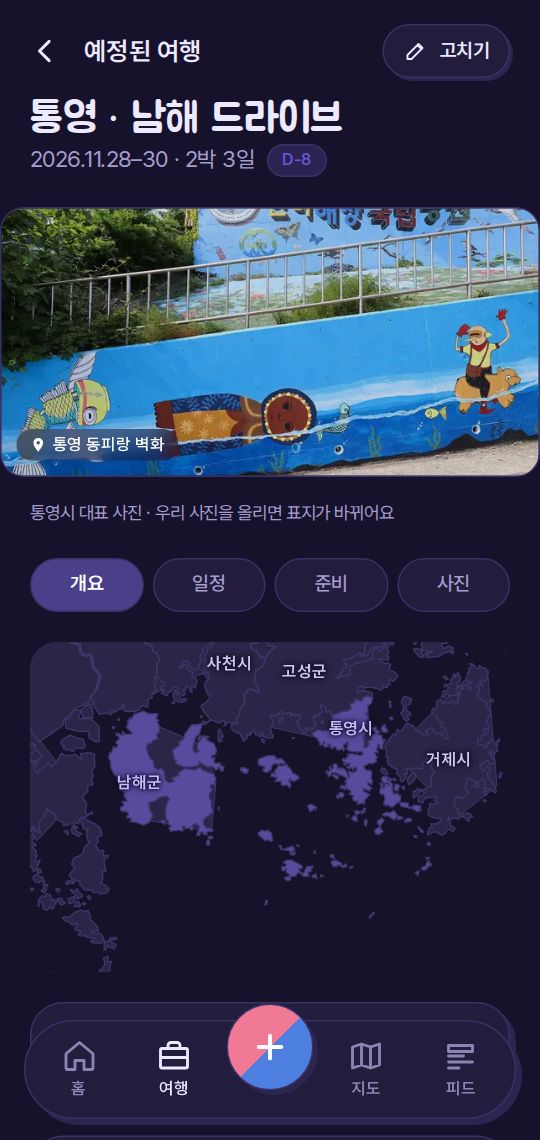 예정된 여행
고치기
통영 · 남해 드라이브
2026.11.28–30 · 2박 3일
D-8
통영 동피랑 벽화
통영시 대표 사진 · 우리 사진을 올리면 표지가 바뀌어요
개요
일정
준비
사진
사천시
고성군
통영시
거제시
남해군
홈
여행
지도
피드